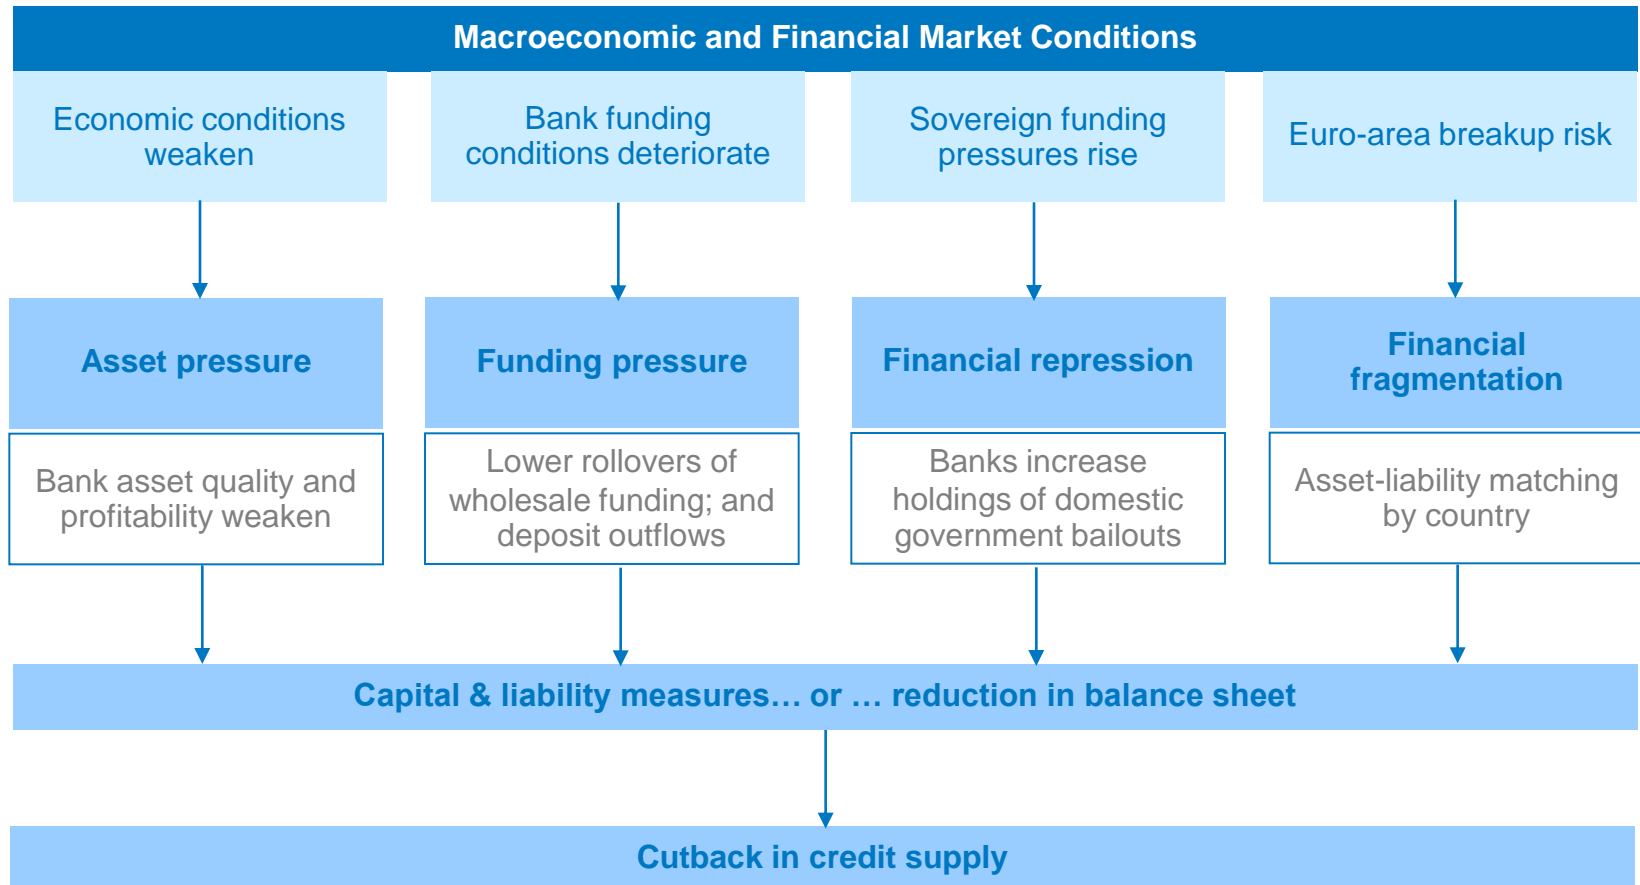 Macroeconomic and Financial Market Conditions
Economic conditions
weaken
Bank funding
conditions deteriorate
Sovereign funding
pressures rise
Euro-area breakup risk
Asset pressure
Funding pressure
Financial repression
Financial
fragmentation
Bank asset quality and
profitability weaken
Lower rollovers of
wholesale funding; and
deposit outflows
Banks increase
holdings of domestic
government bailouts
Asset-liability matching
by country
Capital & liability measures… or … reduction in balance sheet
Cutback in credit supply